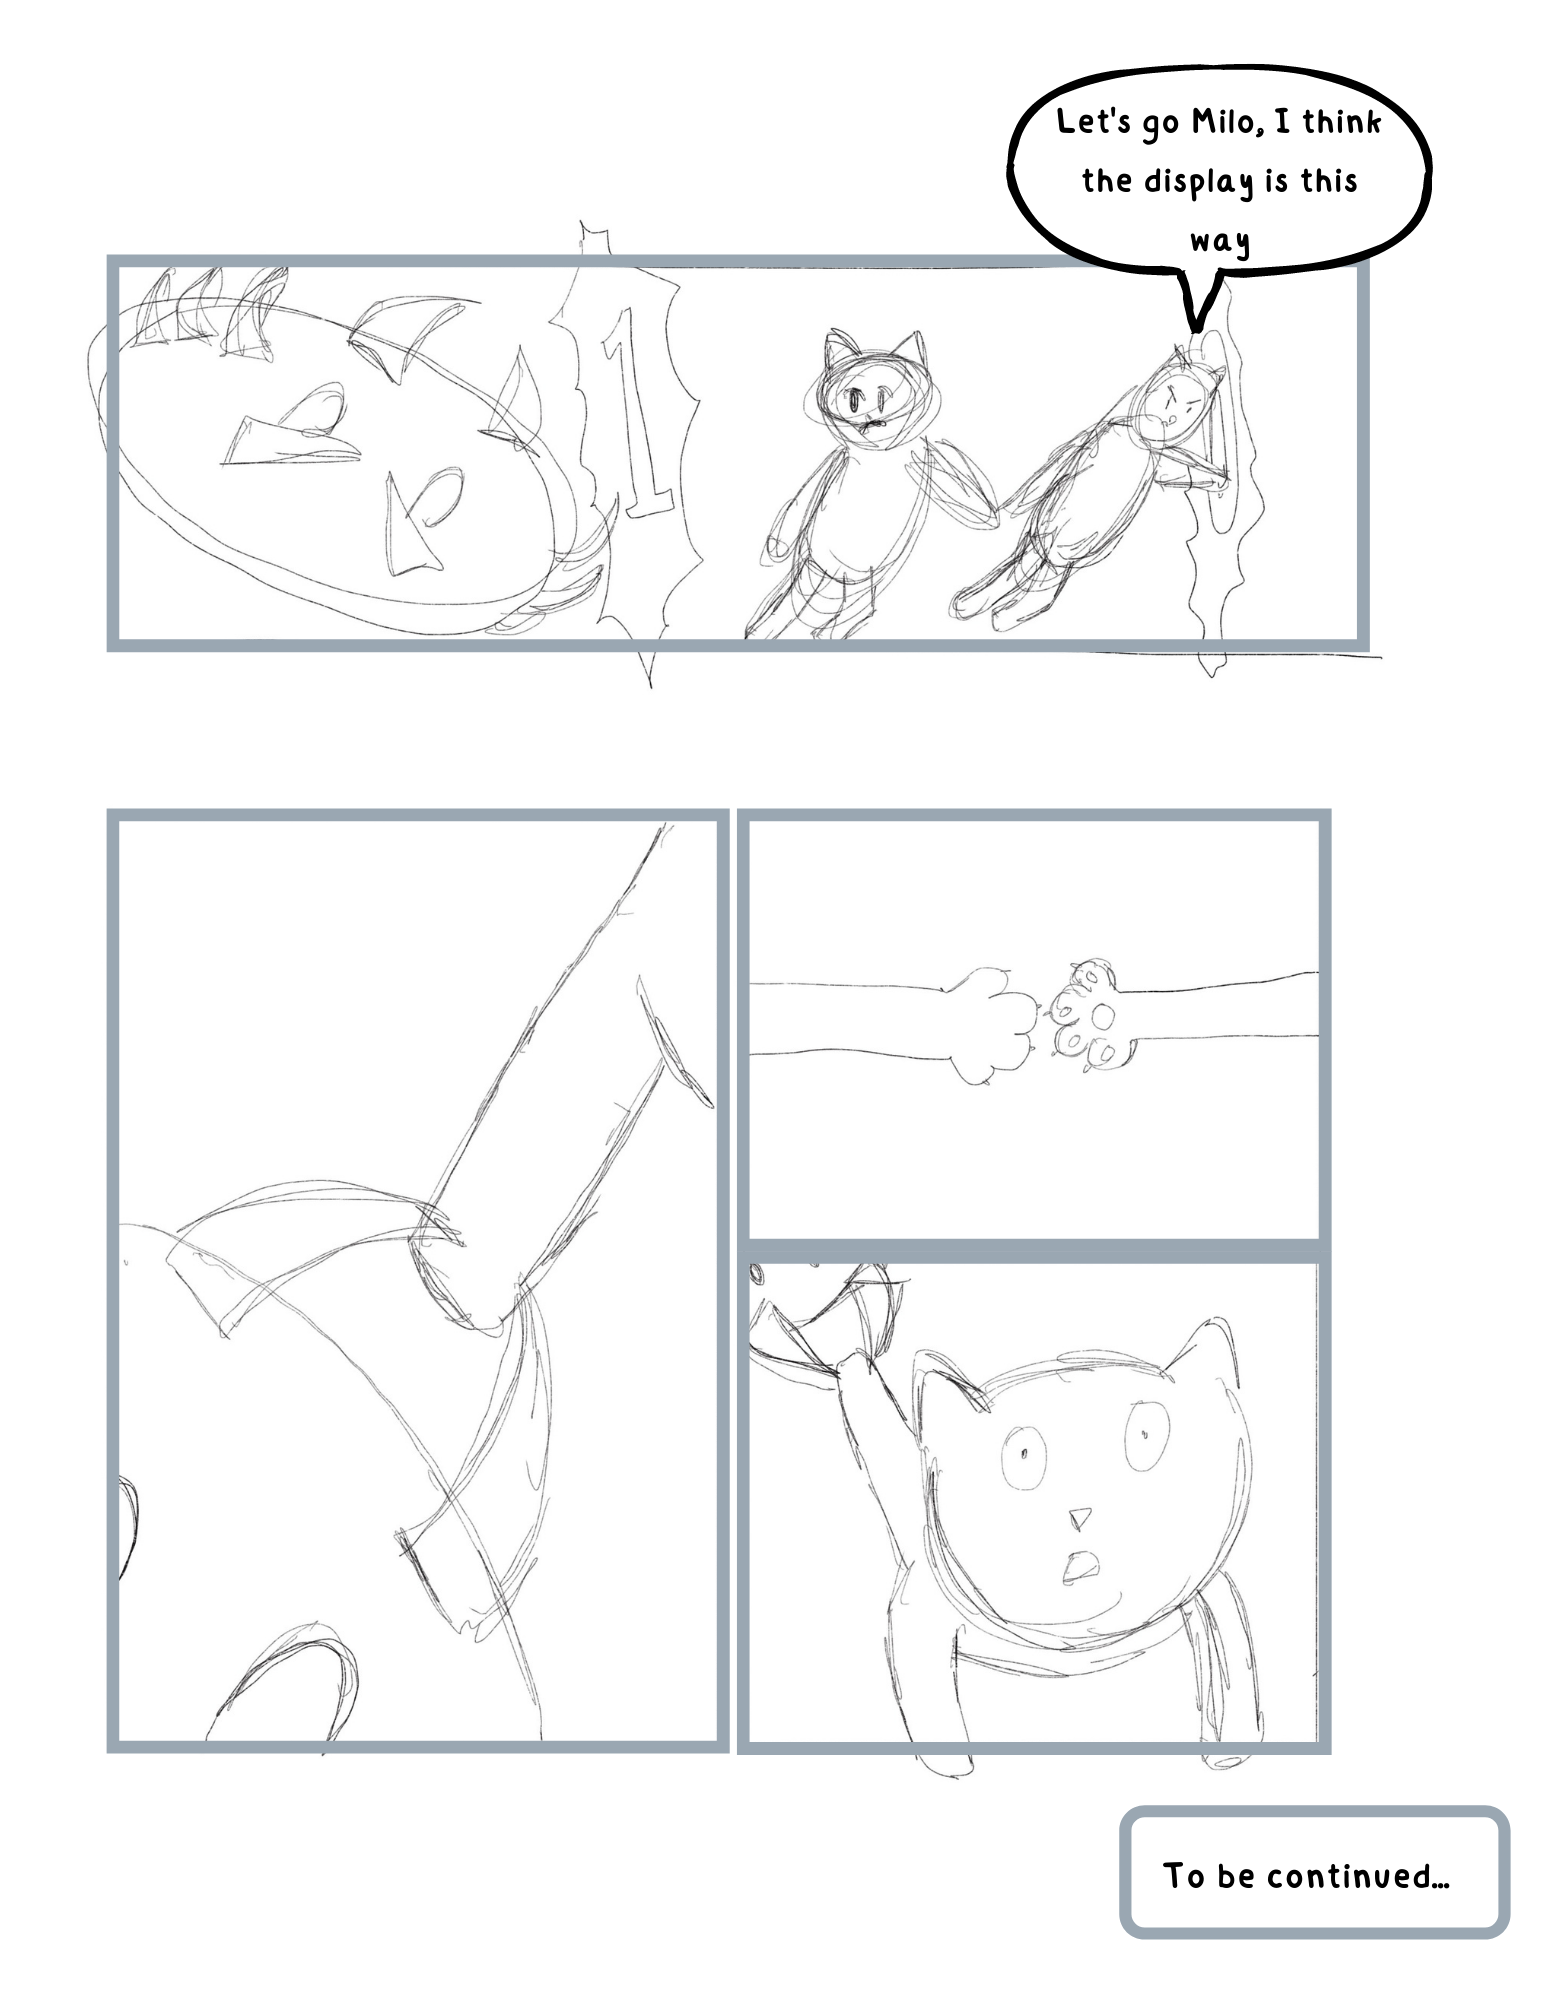 Let's go Milo, I think
the display is this
way
1
To be continued...